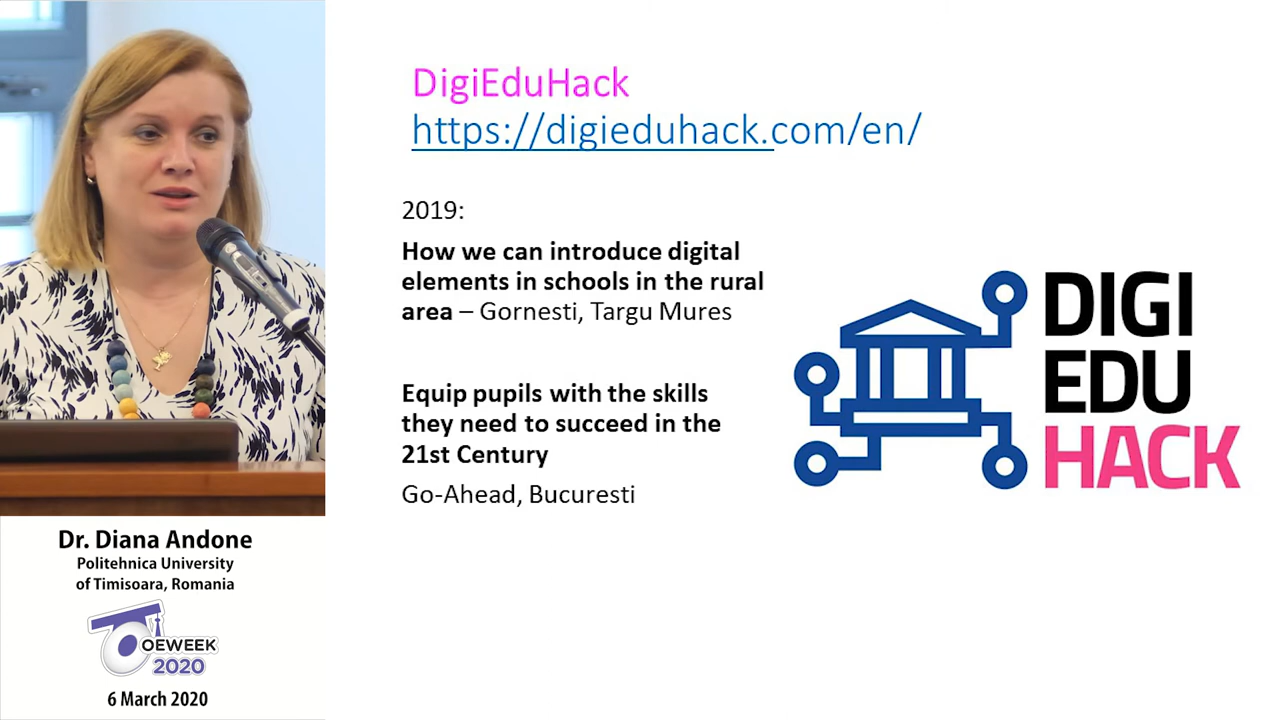 DigiEduHack
https://digieduhack.com/en/
2019:
How we can introduce digital
elements in schools in the rural
area – Gornesti, Targu Mures
Equip pupils with the skills
they need to succeed in the
21st Century
Go-Ahead, Bucuresti
DIGI
EDU
HACK
Dr. Diana Andone
Politehnica University
of Timisoara, Romania
OEWEEK
2020
6 March 2020